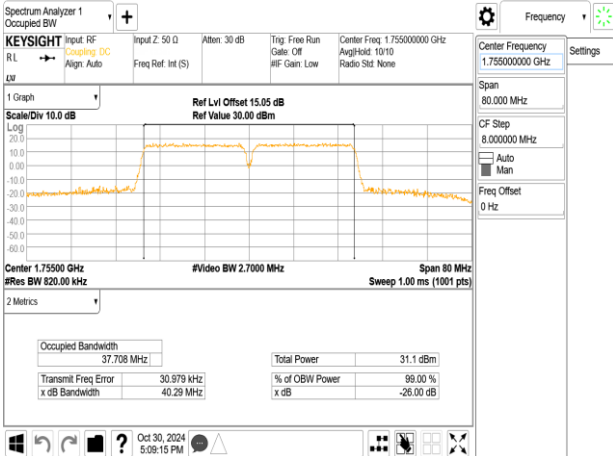 Spectrum Analyzer 1
Occupied BW
▼
+
Frequency
▼
KEYSIGHT
RL
LXI
Input: RF
Coupling: DC
Align: Auto
Input Z: 50 Ω
Freq Ref: Int (S)
Atten: 30 dB
Trig: Free Run
Gate: Off
#IF Gain: Low
Center Freq: 1.755000000 GHz
Avg|Hold: 10/10
Radio Std: None
Center Frequency
1.755000000 GHz
Settings
Span
80.000 MHz
CF Step
8.000000 MHz
Auto
Man
Freq Offset
0 Hz
1 Graph
▼
Scale/Div 10.0 dB
Ref Lvl Offset 15.05 dB
Ref Value 30.00 dBm
Log
20.0
10.0
0.00
-10.0
-20.0
-30.0
-40.0
-50.0
-60.0
Center 1.75500 GHz
#Video BW 2.7000 MHz
Span 80 MHz
#Res BW 820.00 kHz
Sweep 1.00 ms (1001 pts)
2 Metrics
▼
Occupied Bandwidth
37.708 MHz
Total Power
31.1 dBm
Transmit Freq Error
30.979 kHz
% of OBW Power
99.00 %
x dB Bandwidth
40.29 MHz
x dB
-26.00 dB
?
Oct 30, 2024
5:09:15 PM